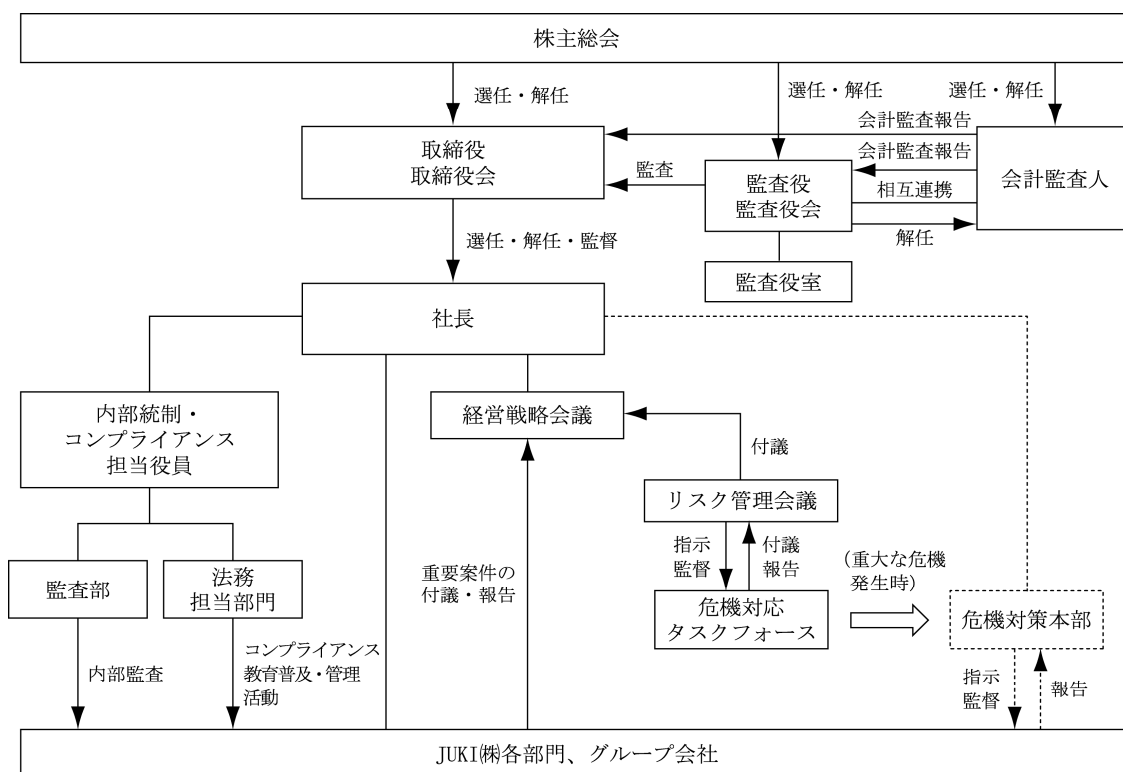 株主総会
選任・解任
選任・解任
選任・解任
会計監査報告
取締役
取締役会
監査
監査役
監査役会
会計監査報告
相互連携
解任
会計監査人
選任・解任・監督
監査役室
社長
内部統制・
コンプライアンス
担当役員
経営戦略会議
付議
リスク管理会議
指示
監督
付議
報告
監査部
法務
担当部門
重要案件の
付議・報告
危機対応
タスクフォース
(重大な危機
発生時)
危機対策本部
内部監査
コンプライアンス
教育普及・管理
活動
指示
監督
報告
JUKI㈱各部門、グループ会社